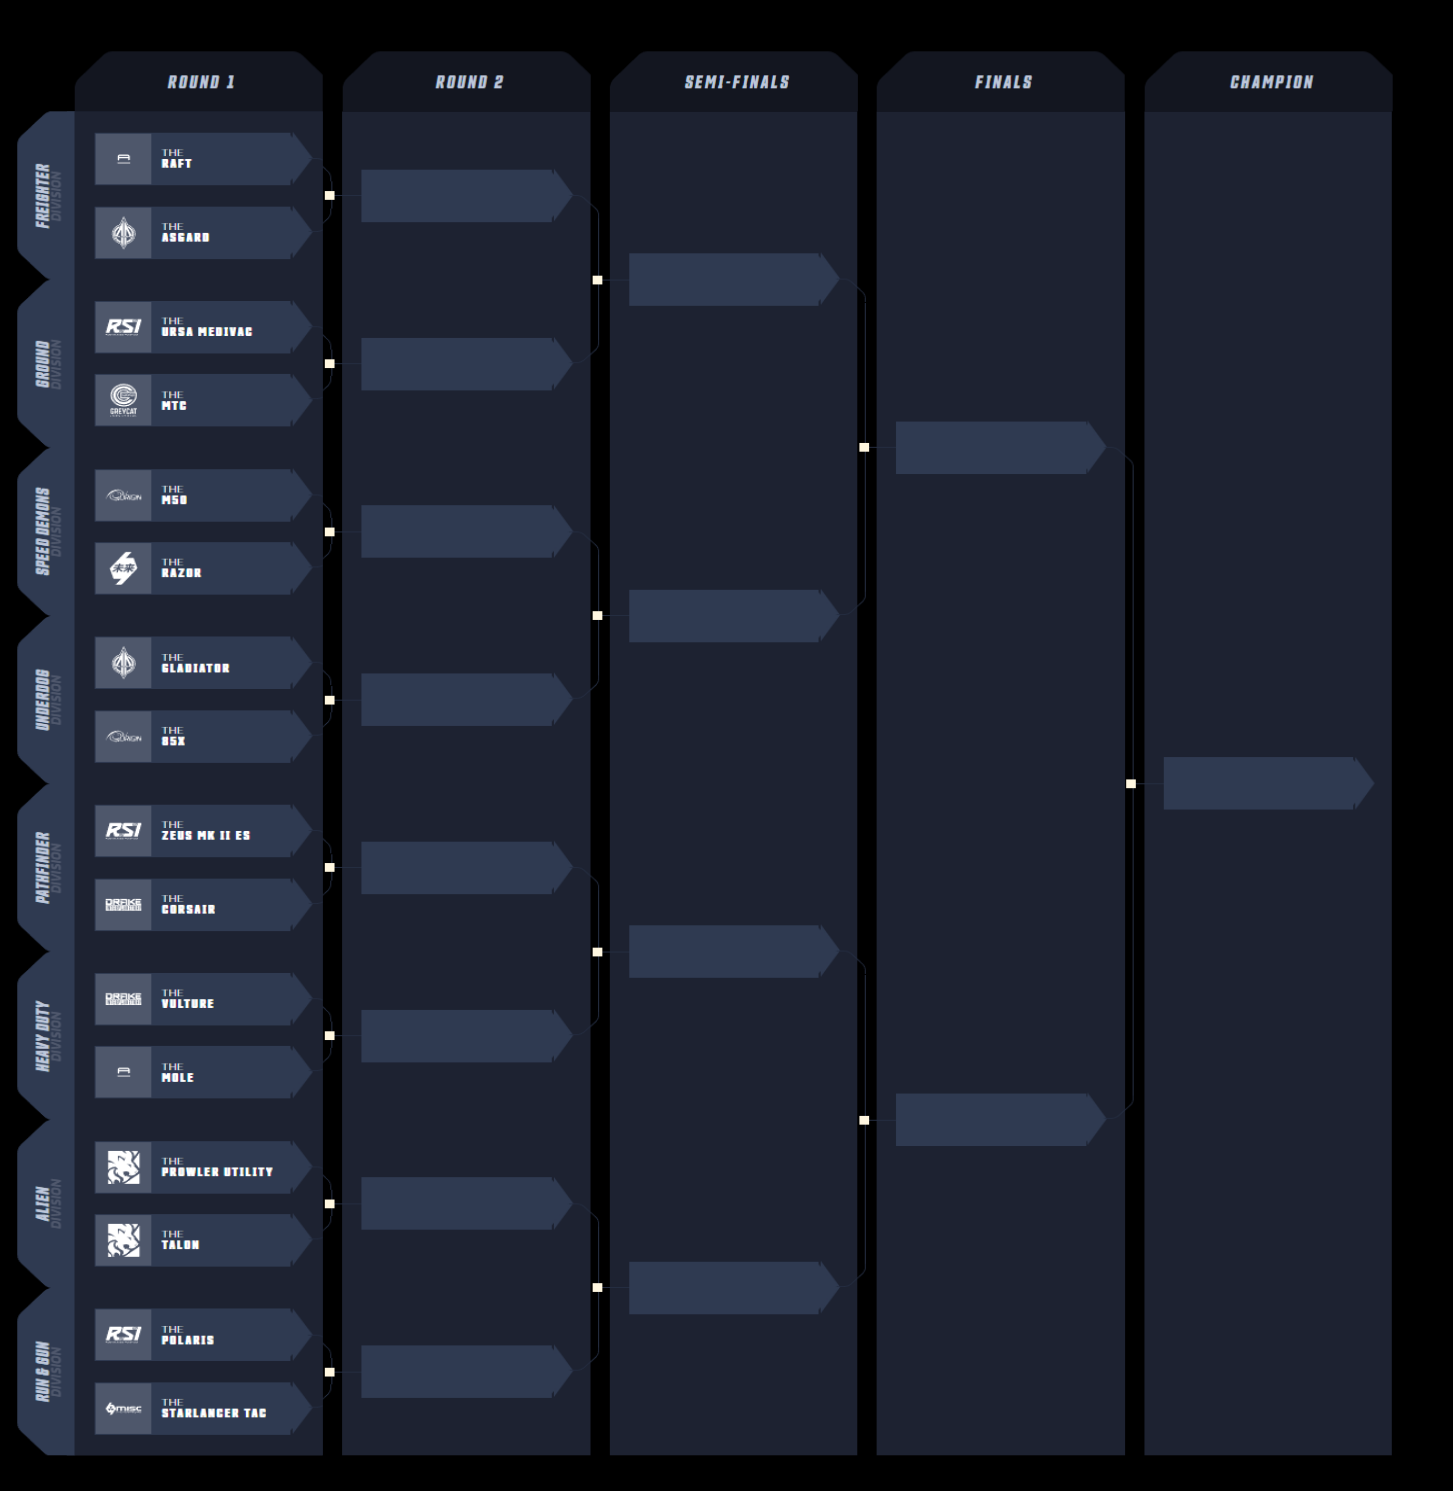 ROUND 1
ROUND 2
SEMI-FINALS
FINALS
CHAMPION
FREIGHTER
DIVISION
THE
RAFT
THE
ASGARD
GROUND
DIVISION
RSI
THE
URSA MEDIVAC
GREYCAT
THE
MTC
SPEED DEMONS
DIVISION
ORIGIN
THE
M50
未来
THE
RAZOR
UNDERDOG
DIVISION
THE
GLADIATOR
ORIGIN
THE
85X
PATHFINDER
DIVISION
RSI
THE
ZEUS MK II ES
DRAKE
THE
CORSAIR
HEAVY DUTY
DIVISION
DRAKE
THE
VULTURE
THE
MOLE
ALIEN
DIVISION
THE
PROWLER UTILITY
THE
TALON
RUN & GUN
DIVISION
RSI
THE
POLARIS
MISC
THE
STARLANCER TAC